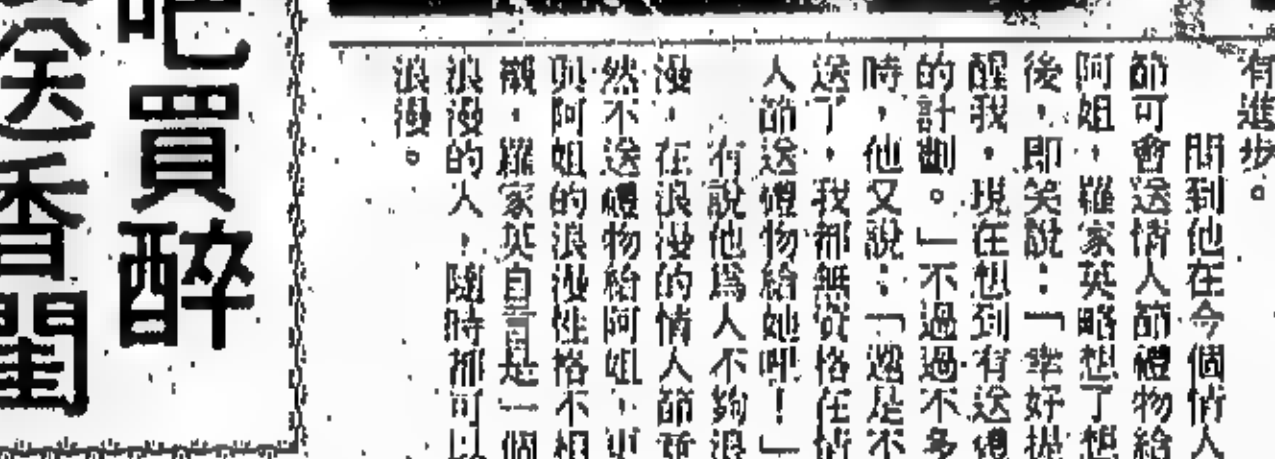 有進步。
問到他在今個情人
節可會送情人節禮物給
阿姐，羅家英略想了想
後，即笑說：「幸好提
醒我，現在想到有送禮
的計劃。」不過過不多
時，他又說：「還是不
送了，我都無資格在情
人節送禮物給她吧！」
有說他爲人不夠浪
漫，在浪漫的情人節竟
然不送禮物給阿姐，更
與阿姐的浪漫性格不相
襯，羅家英自言是一個
浪漫的人，隨時都可以
浪漫。
吧買醉
送香閨